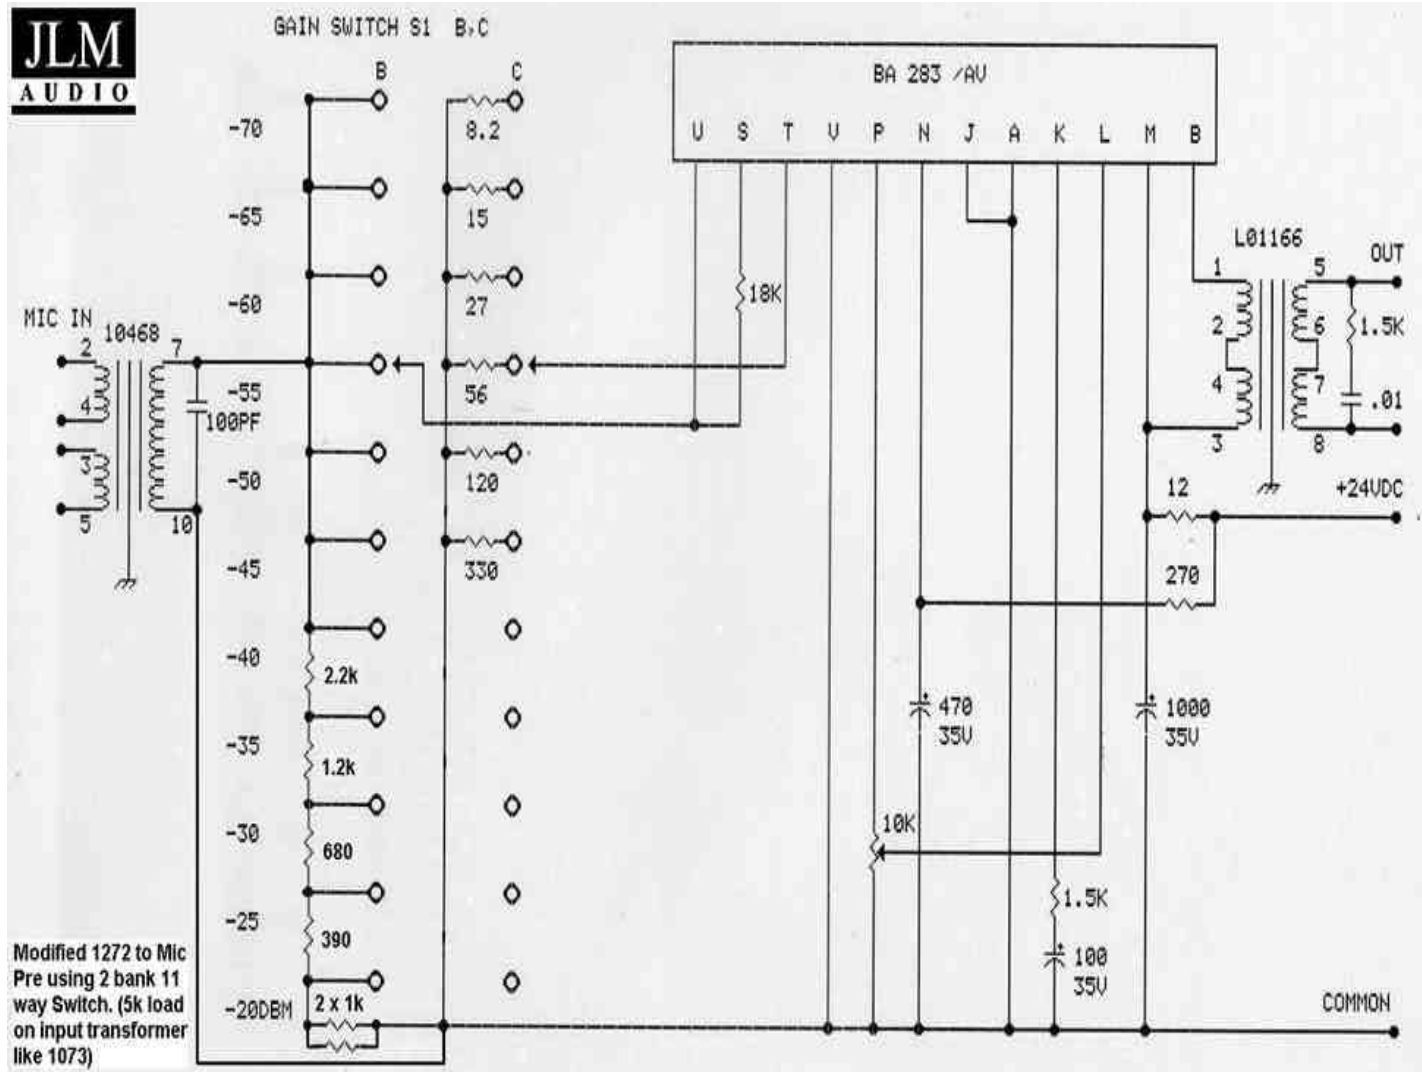 JLM
AUDIO
GAIN SWITCH S1 B,C
B
C
BA 283 /AV
U S T V P N J A K L M B
-70
8.2
-65
15
-60
27
-55
56
-50
120
-45
330
-40
2.2k
-35
1.2k
-30
680
-25
390
-20DBM
2 x 1k
MIC IN
10468
2
7
4
3
5
10
100PF
18K
L01166
OUT
1
5
2
6
4
7
3
8
1.5K
.01
12
+24VDC
270
470
35V
1000
35V
10K
1.5K
100
35V
COMMON
Modified 1272 to Mic
Pre using 2 bank 11
way Switch. (5k load
on input transformer
like 1073)